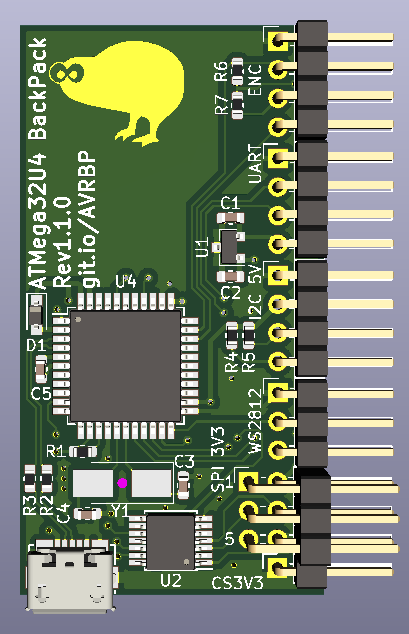 ATMega32U4 BackPack
Rev1.1.0
git.io/AVRBP
R6
R7
ENC
UART
C1
U1
C2
5V
I2C
U4
D1
C5
R4
R5
WS2812
3V3
SPI
1
5
R1
C3
R3
R2
C4
Y1
U2
CS3V3